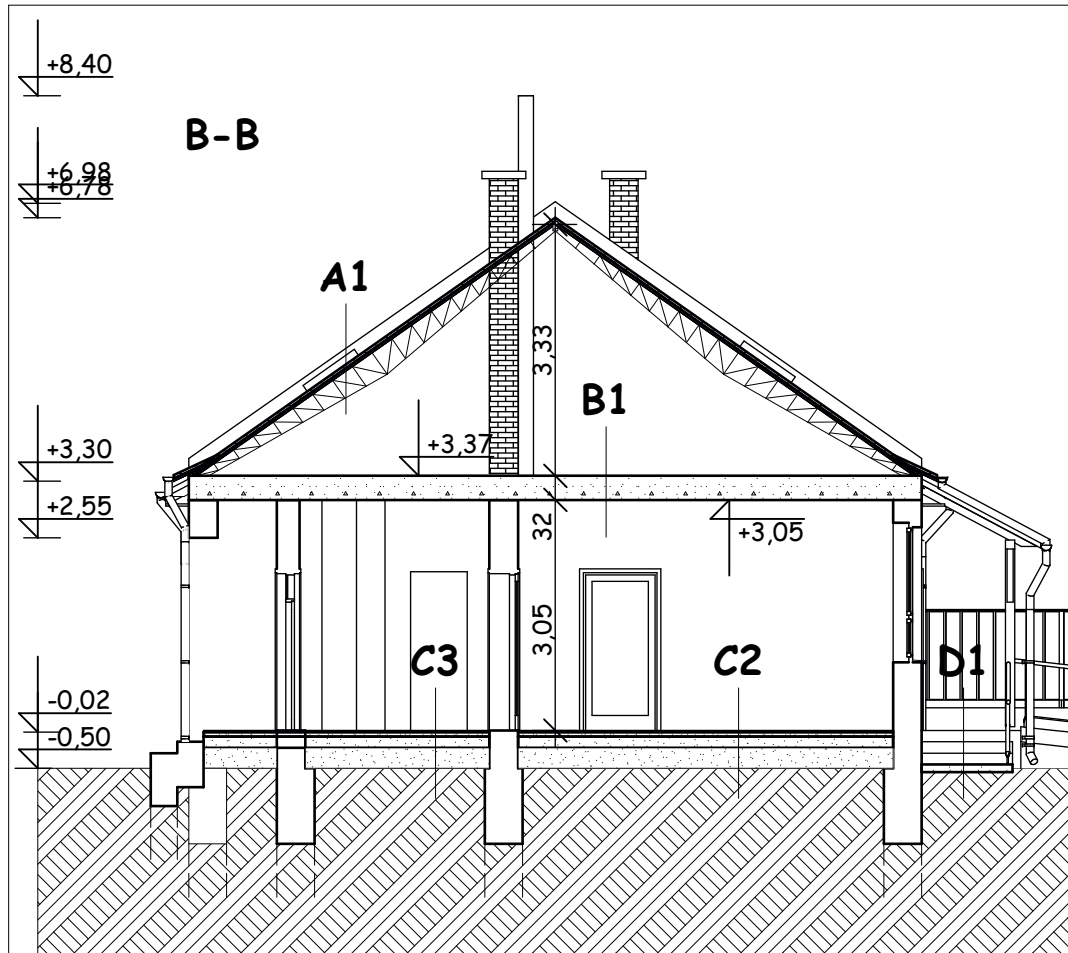 +8,40
B-B
+6,98
+6,78
A1
3,33
B1
+3,37
+3,30
+2,55
32
+3,05
3,05
C3
C2
D1
-0,02
-0,50